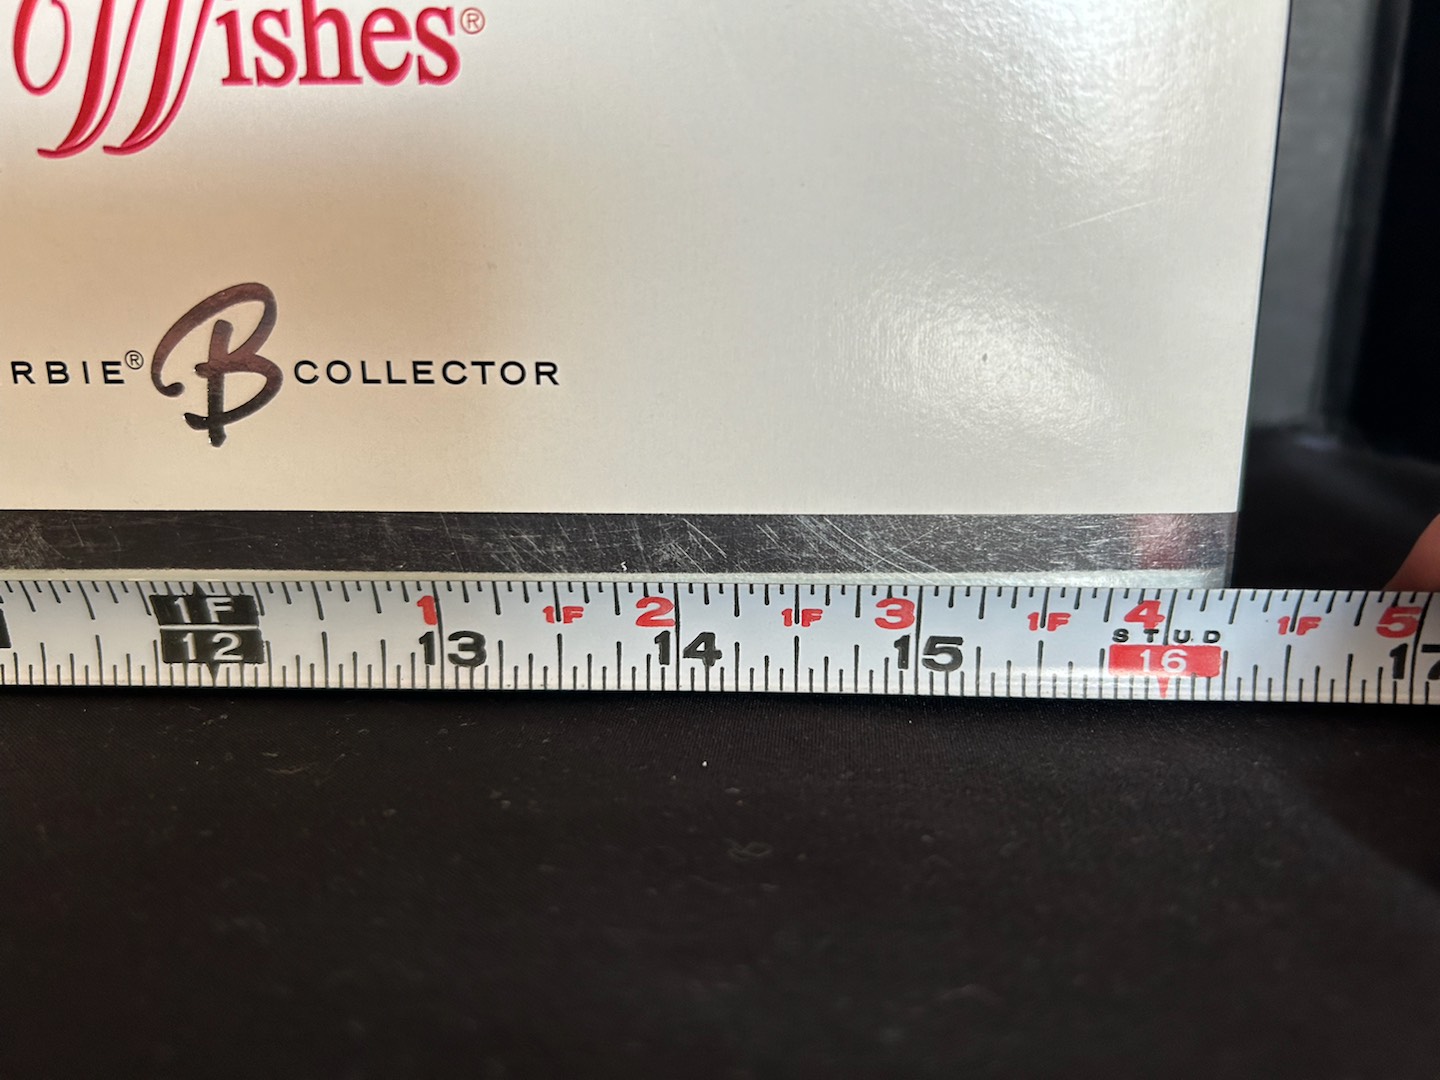 Wishes®
RBIE® B COLLECTOR
1F 1 1F 2 1F 3 1F 4 1F 5
STUD
12 13 14 15 16 17